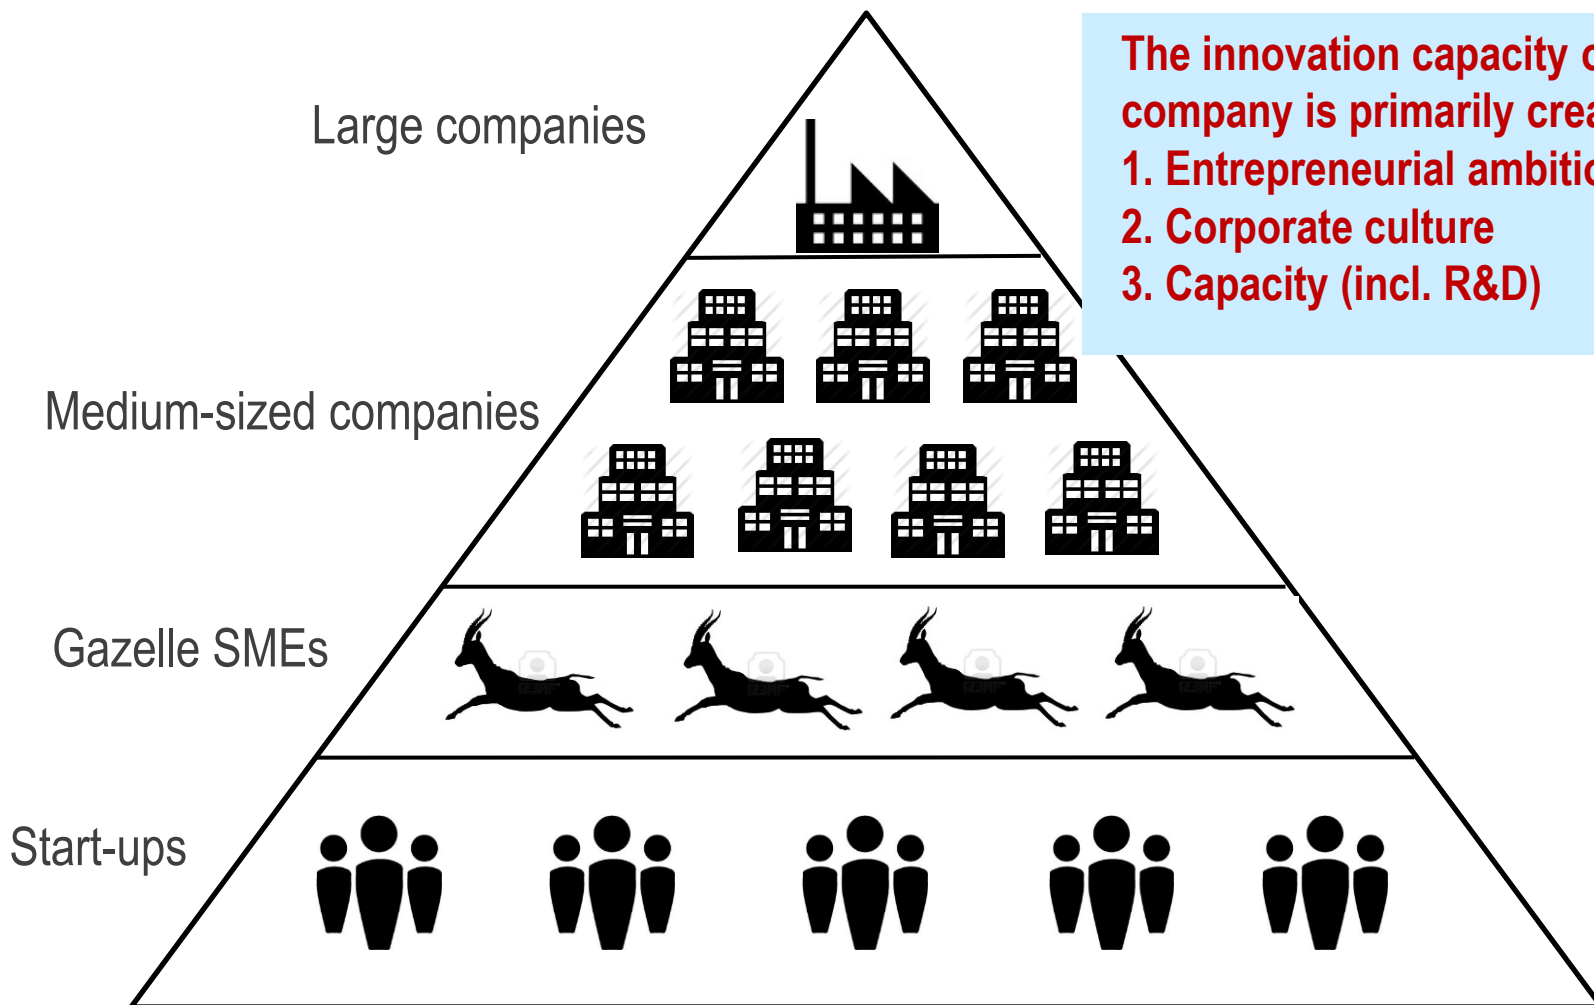 The innovation capacity
company is primarily
1. Entrepreneurial
2. Corporate culture
3. Capacity (incl. R&D)
Large companies
Medium-sized companies
Gazelle SMEs
Start-ups